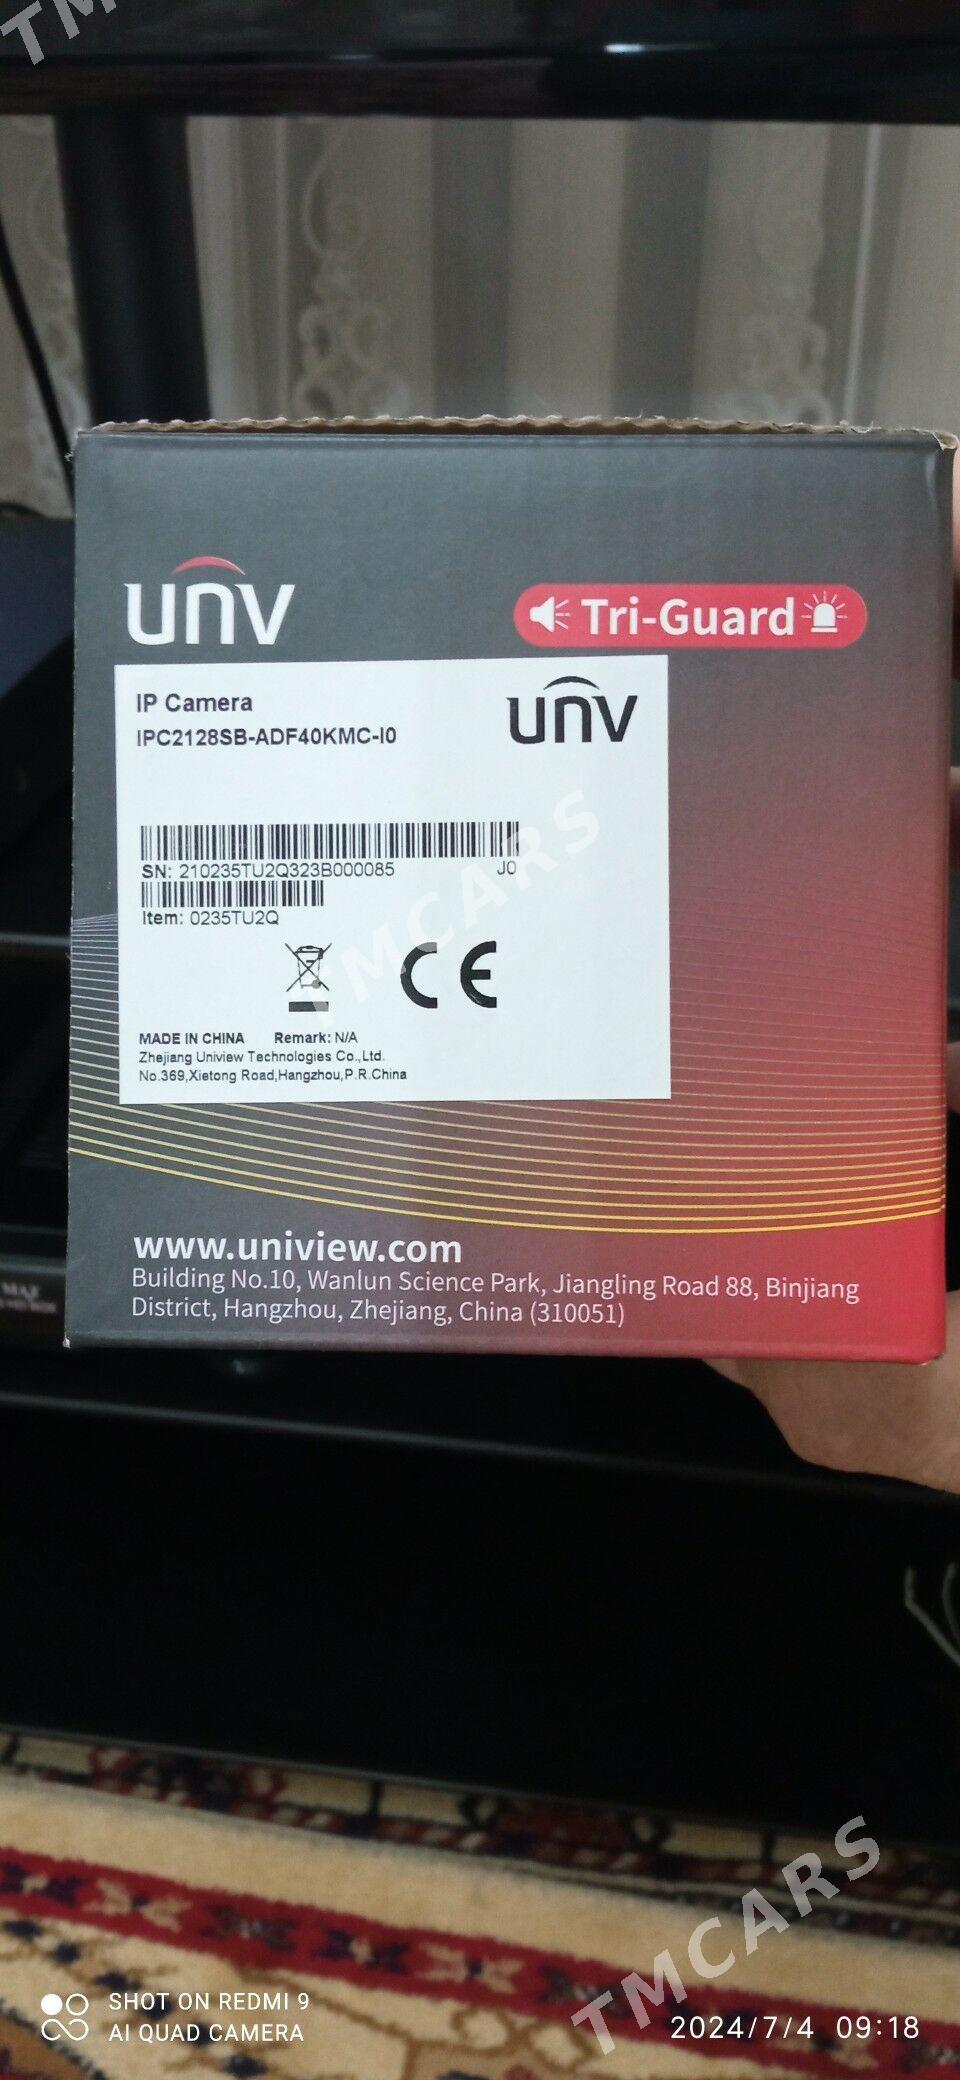 TM
unv
Tri-Guard
IP Camera
unv
IPC2128SB-ADF40KMC-I0
SN: 210235TU2Q323B000085
J0
Item: 0235TU2Q
TMCARS
CE
MADE IN CHINA Remark: N/A
Zhejiang Uniview Technologies Co.,Ltd.
No.369,Xietong Road,Hangzhou,P.R.China
www.uniview.com
Building No.10, Wanlun Science Park, Jiangling Road 88, Binjiang
District, Hangzhou, Zhejiang, China (310051)
TMCARS
SHOT ON REDMI 9
AI QUAD CAMERA
2024/7/4 09:18